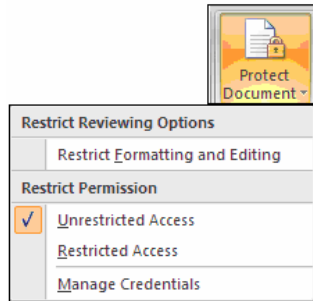 Protect
Document
Restrict Reviewing Options
Restrict Formatting and Editing
Restrict Permission
Unrestricted Access
Restricted Access
Manage Credentials